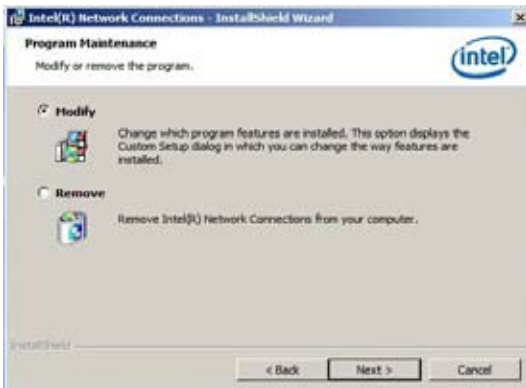 Intel(R) Network Connections - InstallShield Wizard
Program Maintenance
Modify or remove the program.
intel
Modify
Change which program features are installed. This option displays the
Custom Setup dialog in which you can change the way features are
installed.
Remove
Remove Intel(R) Network Connections from your computer.
InstallShield
< Back
Next >
Cancel